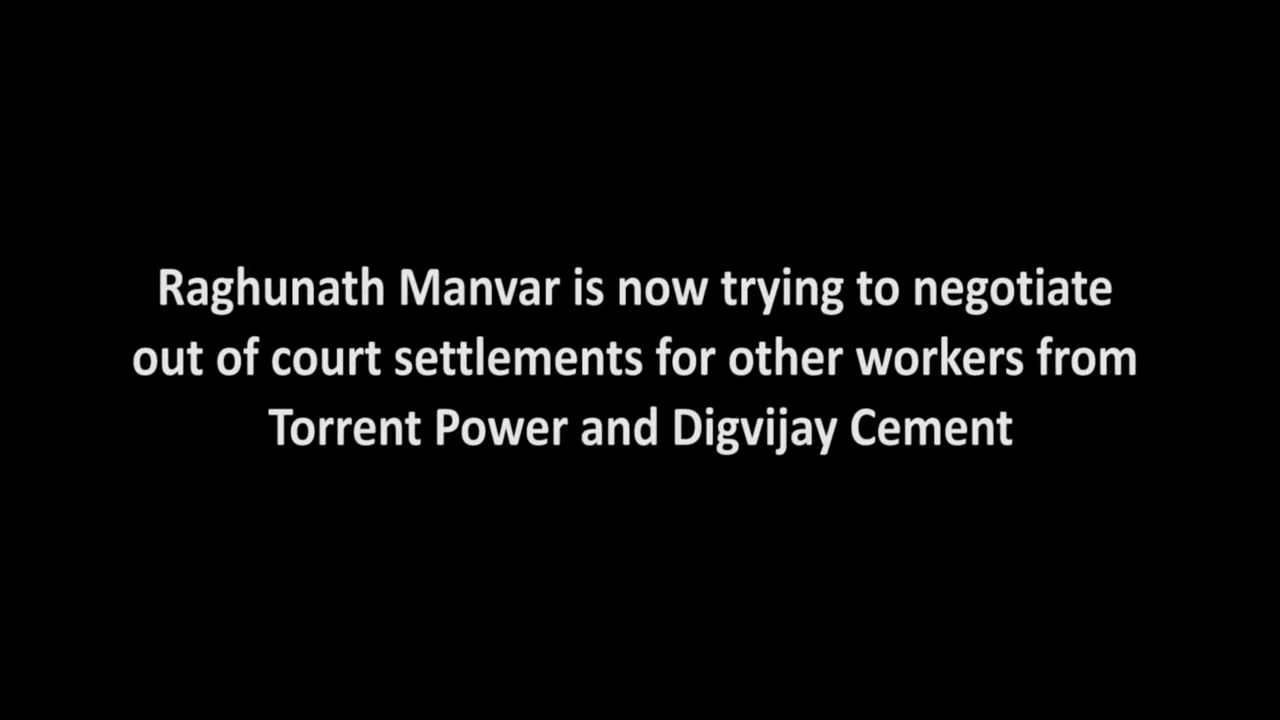 Raghunath Manvar is now trying to negotiate
out of court settlements for other workers from
Torrent Power and Digvijay Cement